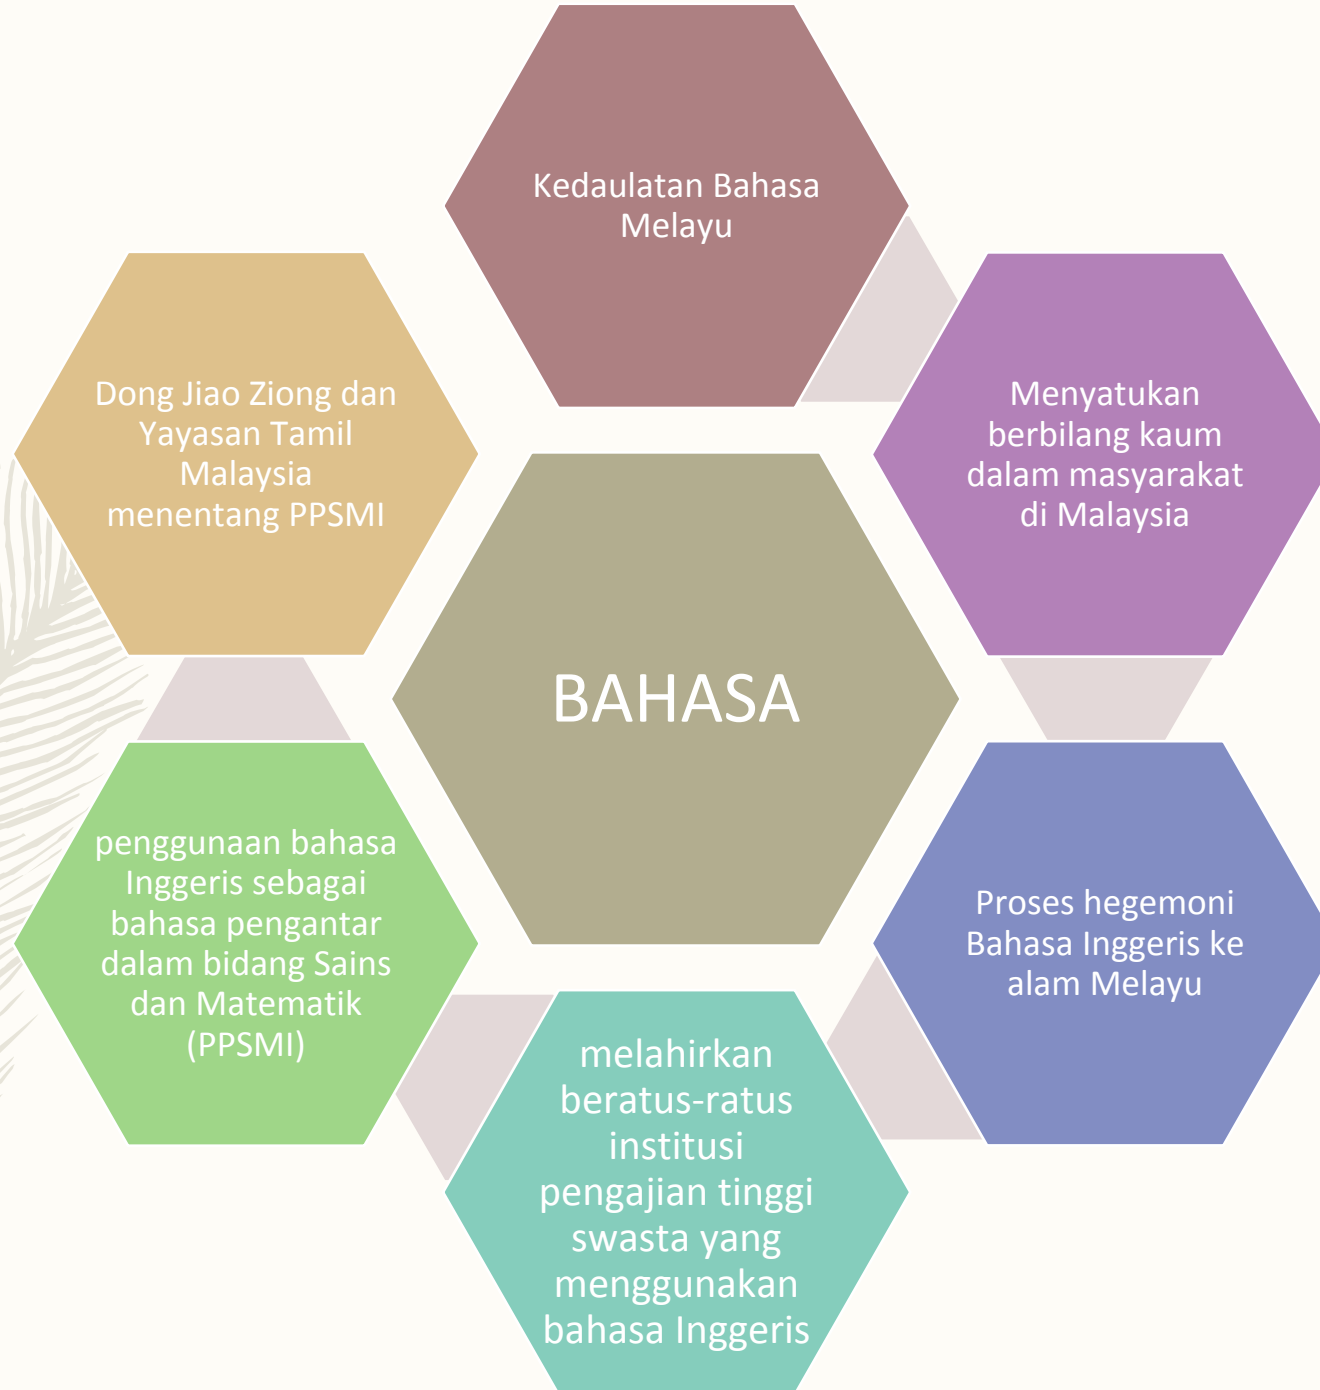 Kedaulatan Bahasa
Melayu
Menyatukan
berbilang kaum
dalam masyarakat
di Malaysia
Proses hegemoni
Bahasa Inggeris ke
alam Melayu
melahirkan
beratus-ratus
institusi
pengajian tinggi
swasta yang
menggunakan
bahasa Inggeris
penggunaan bahasa
Inggeris sebagai
bahasa pengantar
dalam bidang Sains
dan Matematik
(PPSMI)
Dong Jiao Ziong dan
Yayasan Tamil
Malaysia
menentang PPSMI
BAHASA